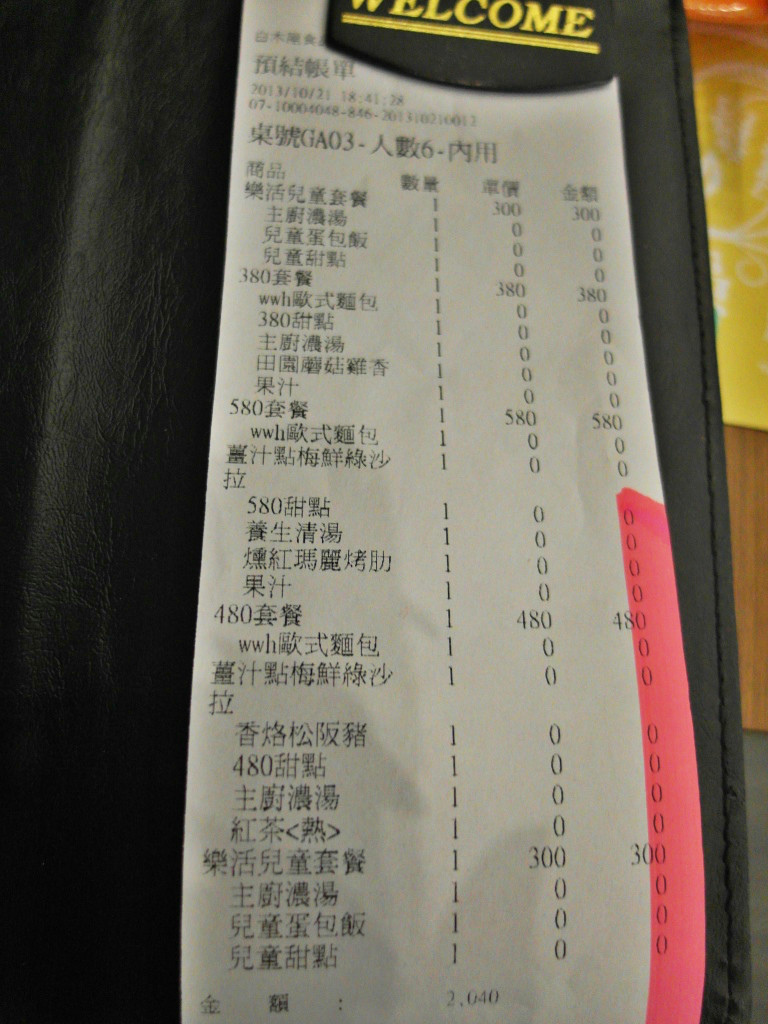 WELCOME
白木屋食
預結帳單
2013/10/21 18:41:28
07-10004048-846-201310210012
桌號GA03-人數6-內用
商品 數量 單價 金額
樂活兒童套餐 1 300 300
主廚濃湯 1 0 0
兒童蛋包飯 1 0 0
兒童甜點 1 0 0
380套餐 1 380 380
wwh歐式麵包 1 0 0
380甜點 1 0 0
主廚濃湯 1 0 0
田園蘑菇雞香 1 0 0
果汁 1 0 0
580套餐 1 580 580
wwh歐式麵包 1 0 0
薑汁點梅鮮綠沙 1 0 0
拉
580甜點 1 0 0
養生清湯 1 0 0
燻紅瑪麗烤肋 1 0 0
果汁 1 0 0
480套餐 1 480 480
wwh歐式麵包 1 0 0
薑汁點梅鮮綠沙 1 0 0
拉
香烙松阪豬 1 0 0
480甜點 1 0 0
主廚濃湯 1 0 0
紅茶<熱> 1 0 0
樂活兒童套餐 1 300 300
主廚濃湯 1 0 0
兒童蛋包飯 1 0 0
兒童甜點 1 0 0
金 額 : 2,040